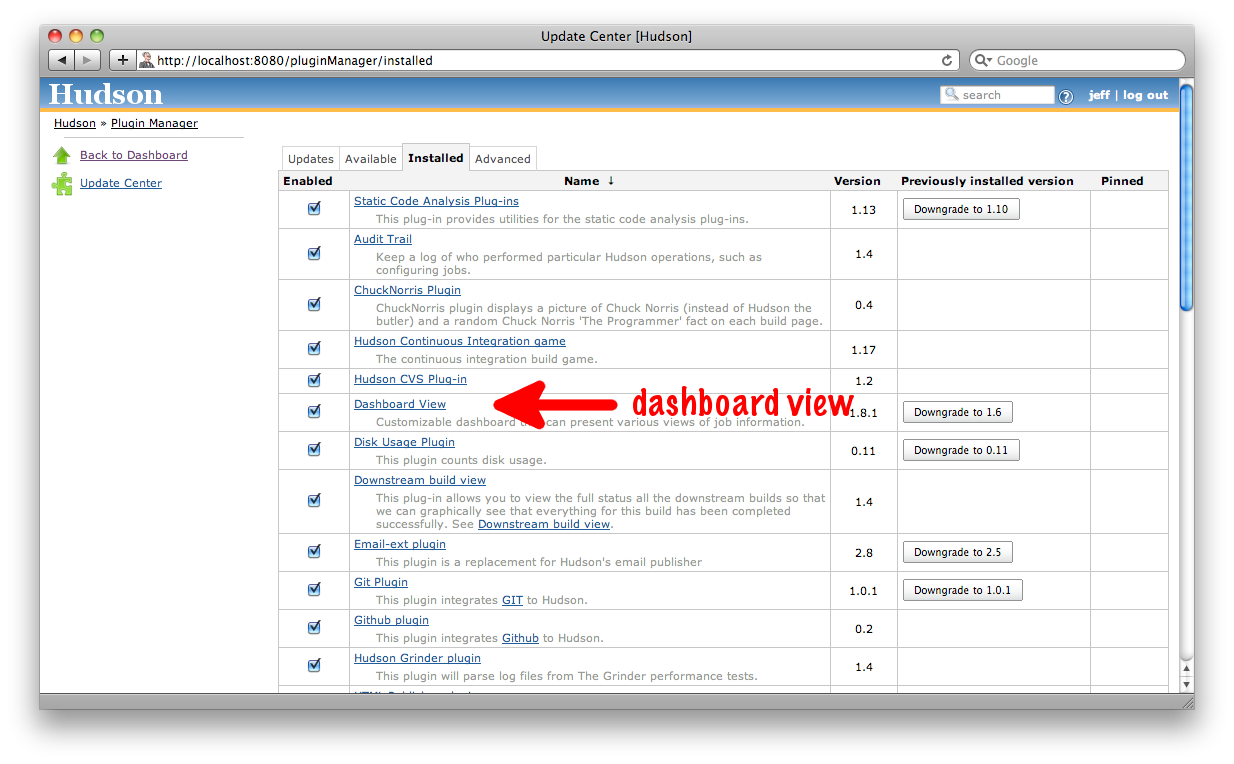 Update Center [Hudson]
http://localhost:8080/pluginManager/installed
Google
Hudson
search
jeff | log out
Hudson » Plugin Manager
Back to Dashboard
Update Center
Updates Available Installed Advanced
Enabled Name ↓ Version Previously installed version Pinned
Static Code Analysis Plug-ins
This plug-in provides utilities for the static code analysis plug-ins.
1.13
Downgrade to 1.10
Audit Trail
Keep a log of who performed particular Hudson operations, such as
configuring jobs.
1.4
ChuckNorris Plugin
ChuckNorris plugin displays a picture of Chuck Norris (instead of Hudson the
butler) and a random Chuck Norris 'The Programmer' fact on each build page.
0.4
Hudson Continuous Integration game
The continuous integration build game.
1.17
Hudson CVS Plug-in
1.2
Dashboard View
Customizable dashboard can present various views of job information.
dashboard view
1.8.1
Downgrade to 1.6
Disk Usage Plugin
This plugin counts disk usage.
0.11
Downgrade to 0.11
Downstream build view
This plug-in allows you to view the full status all the downstream builds so that
we can graphically see that everything for this build has been completed
successfully. See Downstream build view.
1.4
Email-ext plugin
This plugin is a replacement for Hudson's email publisher
2.8
Downgrade to 2.5
Git Plugin
This plugin integrates GIT to Hudson.
1.0.1
Downgrade to 1.0.1
Github plugin
This plugin integrates Github to Hudson.
0.2
Hudson Grinder plugin
This plugin will parse log files from The Grinder performance tests.
1.4